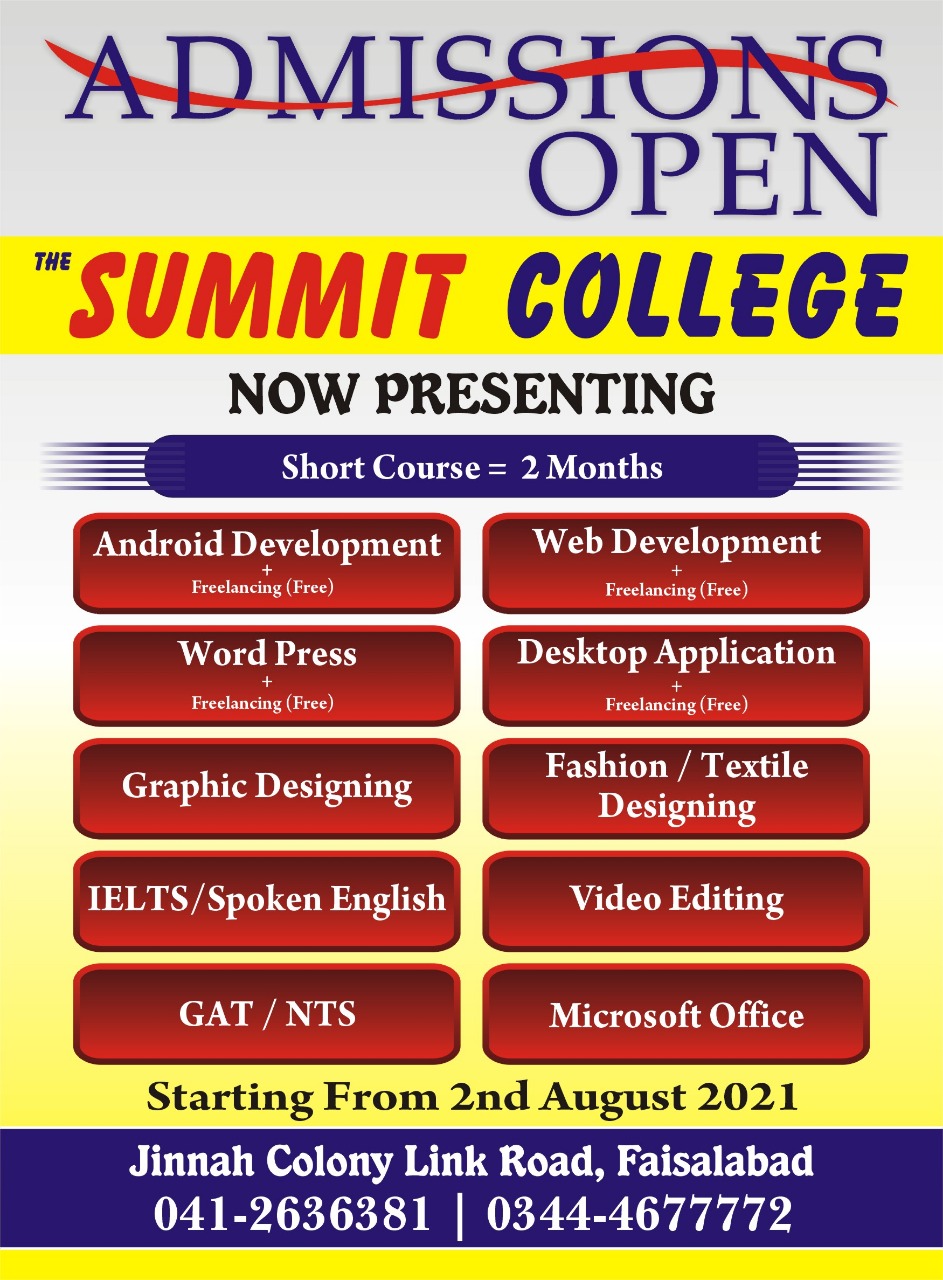 ADMISSIONS
OPEN
THE SUMMIT COLLEGE
NOW PRESENTING
Short Course = 2 Months
Android Development
+
Freelancing (Free)
Web Development
+
Freelancing (Free)
Word Press
+
Freelancing (Free)
Desktop Application
+
Freelancing (Free)
Graphic Designing
Fashion / Textile
Designing
IELTS/Spoken English
Video Editing
GAT / NTS
Microsoft Office
Starting From 2nd August 2021
Jinnah Colony Link Road, Faisalabad
041-2636381 | 0344-4677772